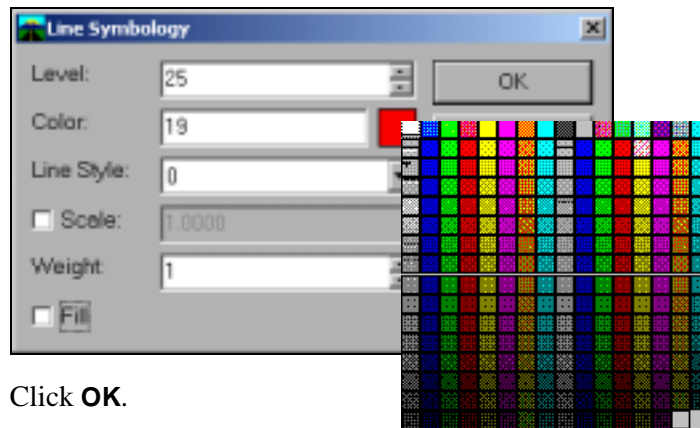 Line Symbology
Level: 25 OK
Color: 19
Line Style: 0
Scale: 1.0000
Weight: 1
Fill
Click OK.